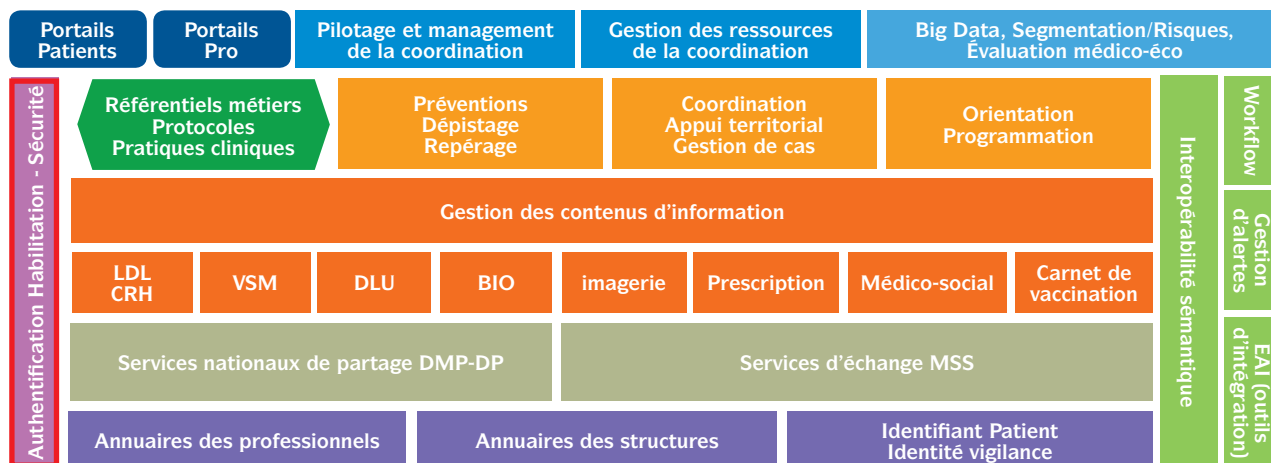 Portails
Patients
Portails
Pro
Pilotage et management
de la coordination
Gestion des ressources
de la coordination
Big Data, Segmentation/Risques,
Évaluation médico-éco
Authentification Habilitation - Sécurité
Référentiels métiers
Protocoles
Pratiques cliniques
Préventions
Dépistage
Repérage
Coordination
Appui territorial
Gestion de cas
Orientation
Programmation
Interopérabilité sémantique
Workflow
Gestion des contenus d'information
Gestion
d'alertes
LDL
CRH
VSM
DLU
BIO
imagerie
Prescription
Médico-social
Carnet de
vaccination
Services nationaux de partage DMP-DP
Services d'échange MSS
EAI (outils
d'intégration)
Annuaires des professionnels
Annuaires des structures
Identifiant Patient
Identité vigilance